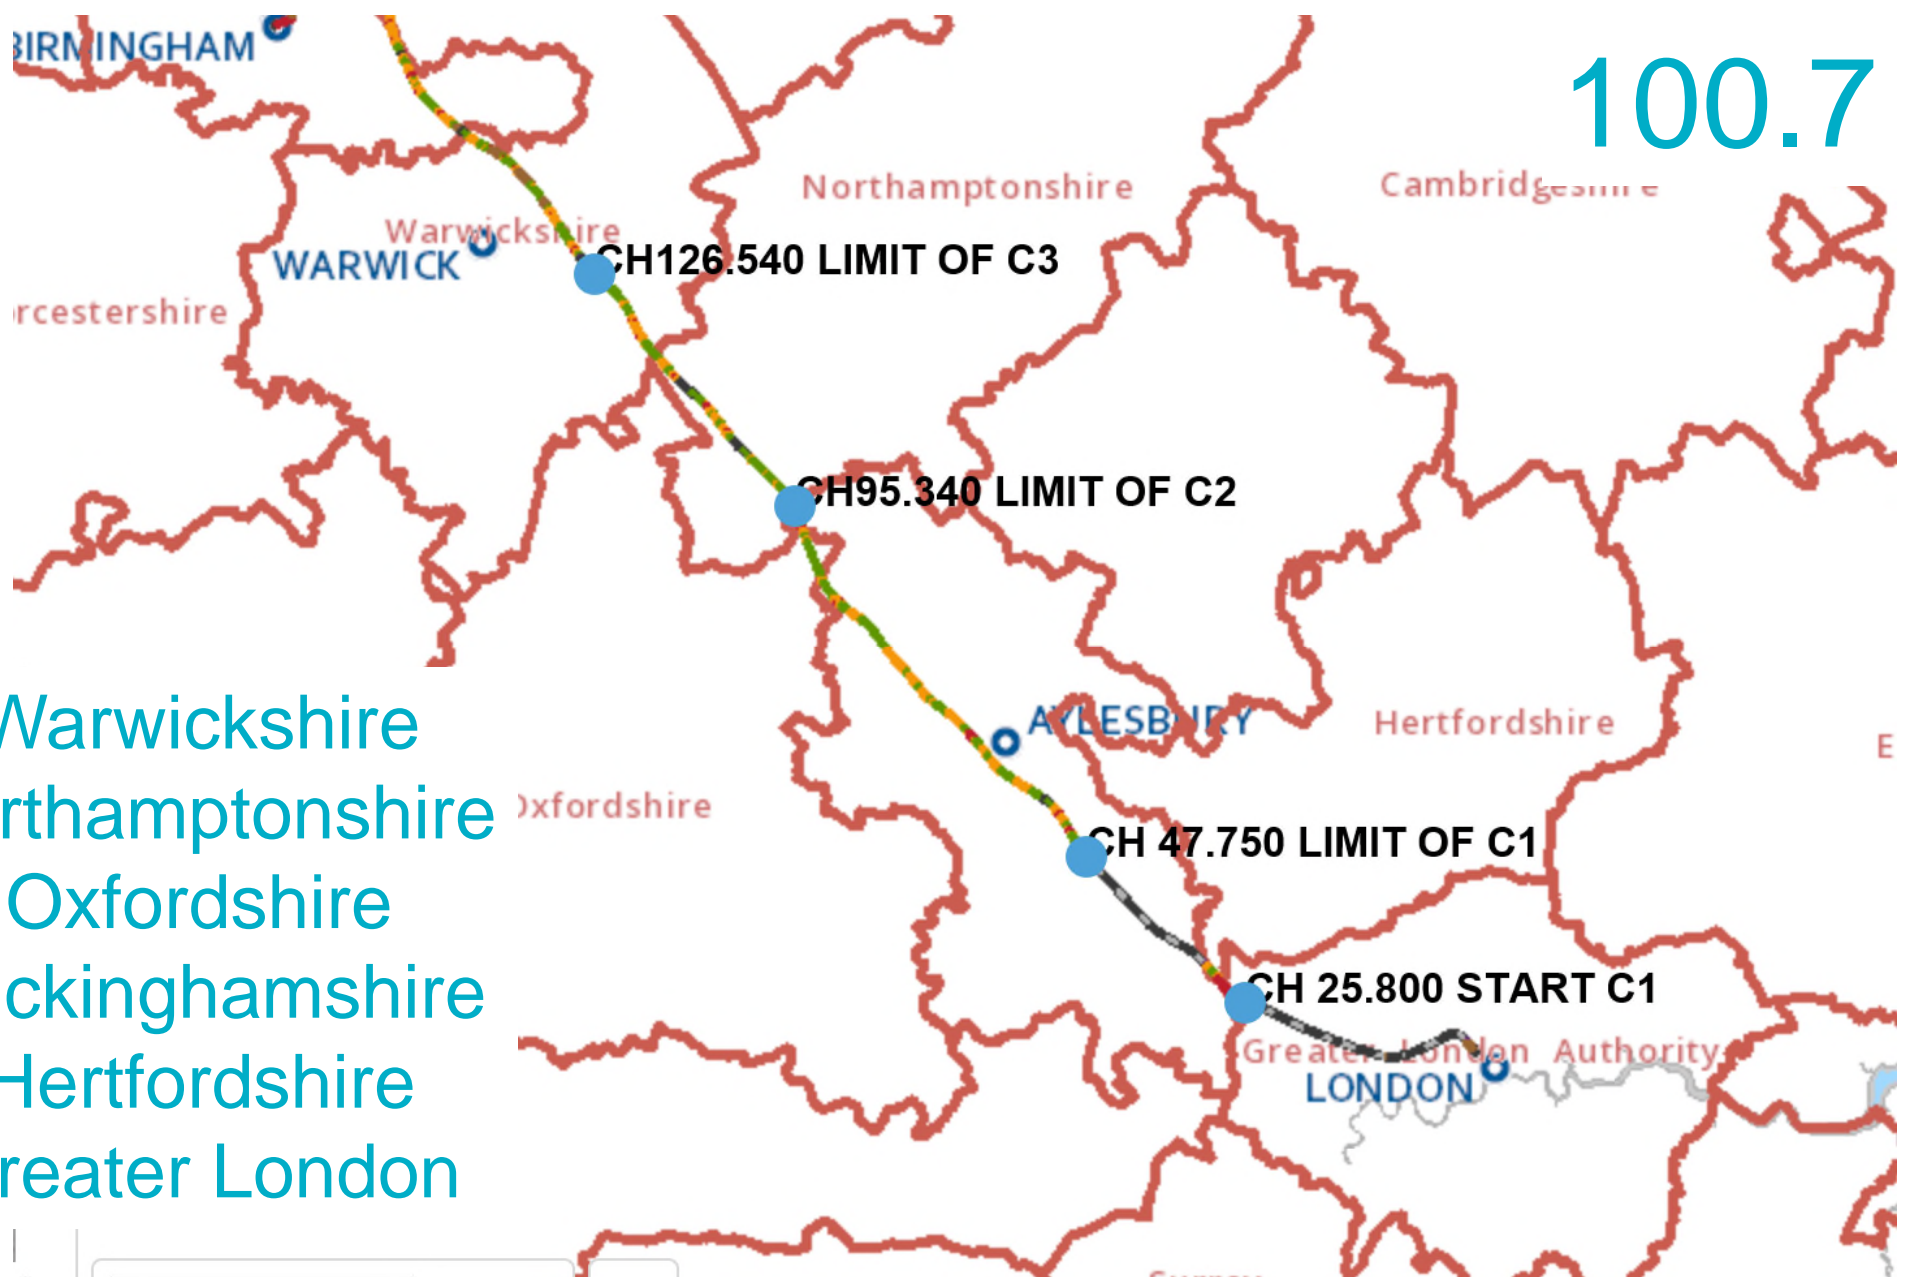 BIRMINGHAM
100.7
Northamptonshire
Cambridgeshire
Warwickshire
WARWICK
CH126.540 LIMIT OF C3
rcestershire
CH95.340 LIMIT OF C2
Warwickshire
AYLESBURY
Hertfordshire
E
rthamptonshire
Oxfordshire
CH 47.750 LIMIT OF C1
Oxfordshire
ckinghamshire
CH 25.800 START C1
Greater London Authority
Hertfordshire
LONDON
reater London